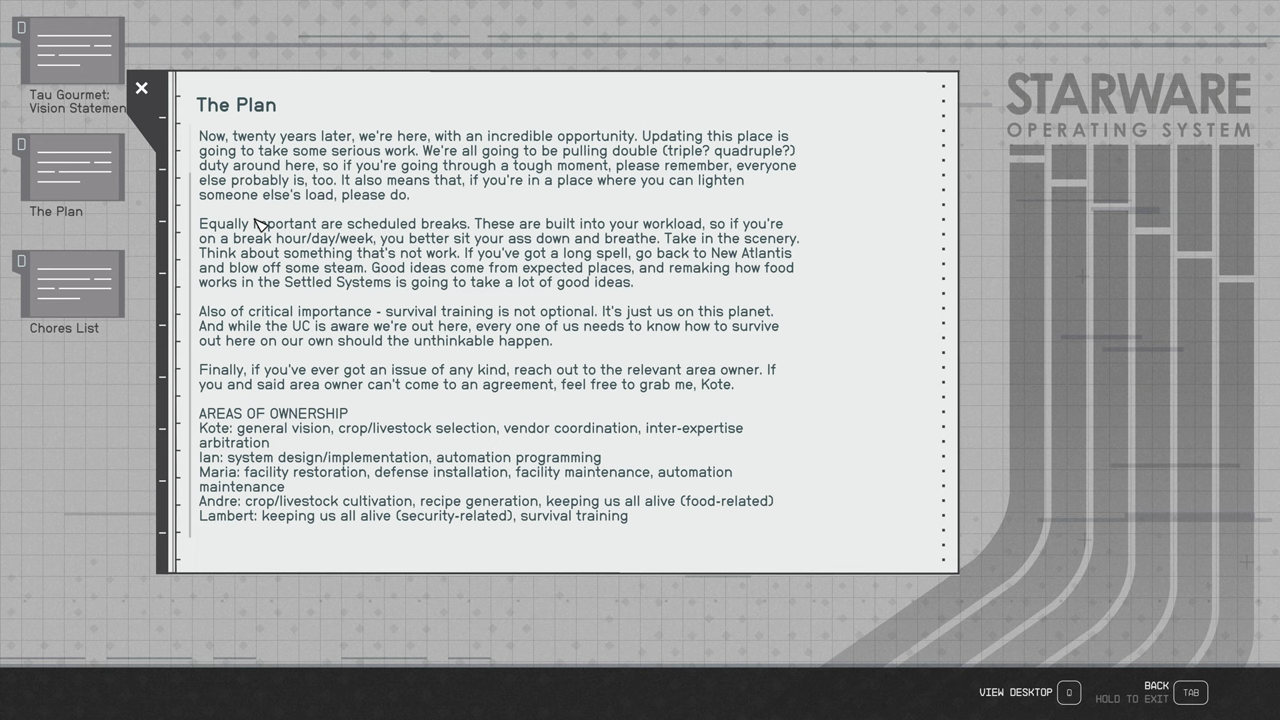 Tau Gourmet:
Vision Statemen
The Plan
Chores List
The Plan
Now, twenty years later, we're here, with an incredible opportunity. Updating this place is
going to take some serious work. We're all going to be pulling double (triple? quadruple?)
duty around here, so if you're going through a tough moment, please remember, everyone
else probably is, too. It also means that, if you're in a place where you can lighten
someone else's load, please do.
Equally portant are scheduled breaks. These are built into your workload, so if you're
on a break hour/day/week, you better sit your ass down and breathe. Take in the scenery.
Think about something that's not work. If you've got a long spell, go back to New Atlantis
and blow off some steam. Good ideas come from expected places, and remaking how food
works in the Settled Systems is going to take a lot of good ideas.
Also of critical importance - survival training is not optional. It's just us on this planet.
And while the UC is aware we're out here, every one of us needs to know how to survive
out here on our own should the unthinkable happen.
Finally, if you've ever got an issue of any kind, reach out to the relevant area owner. If
you and said area owner can't come to an agreement, feel free to grab me, Kote.
AREAS OF OWNERSHIP
Kote: general vision, crop/livestock selection, vendor coordination, inter-expertise
arbitration
Ian: system design/implementation, automation programming
Maria: facility restoration, defense installation, facility maintenance, automation
maintenance
Andre: crop/livestock cultivation, recipe generation, keeping us all alive (food-related)
Lambert: keeping us all alive (security-related), survival training
STARWARE
OPERATING SYSTEM
VIEW DESKTOP Q
BACK
HOLD TO EXIT TAB